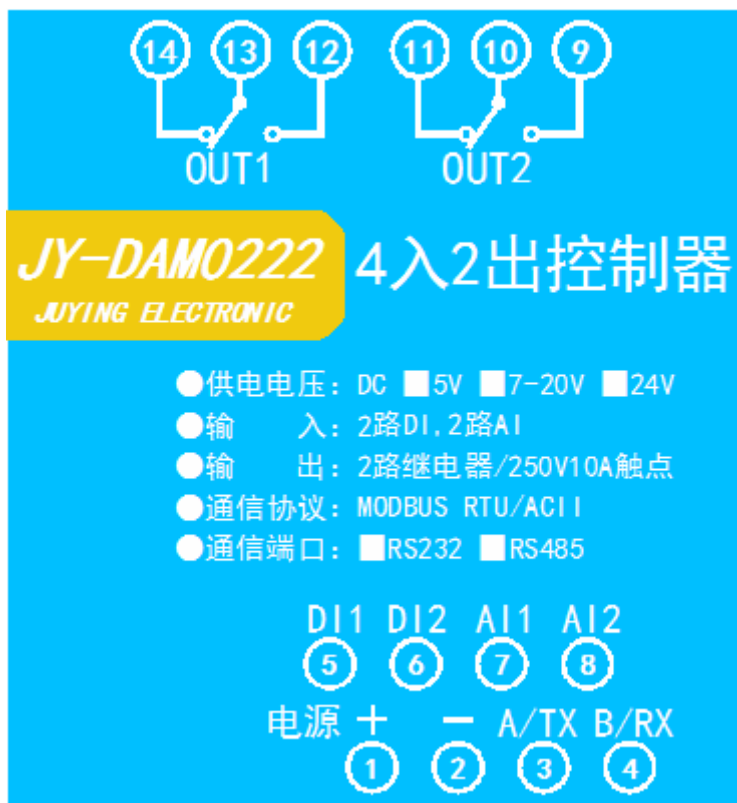 14 13 12 11 10 9
OUT1 OUT2
JY-DAM0222 4入2出控制器
JUYING ELECTRONIC
●供电电压: DC ■5V ■7-20V ■24V
●输 入: 2路DI,2路AI
●输 出: 2路继电器/250V10A触点
●通信协议: MODBUS RTU/ACII
●通信端口: ■RS232 ■RS485
DI1 DI2 AI1 AI2
5 6 7 8
电源 + - A/TX B/RX
1 2 3 4